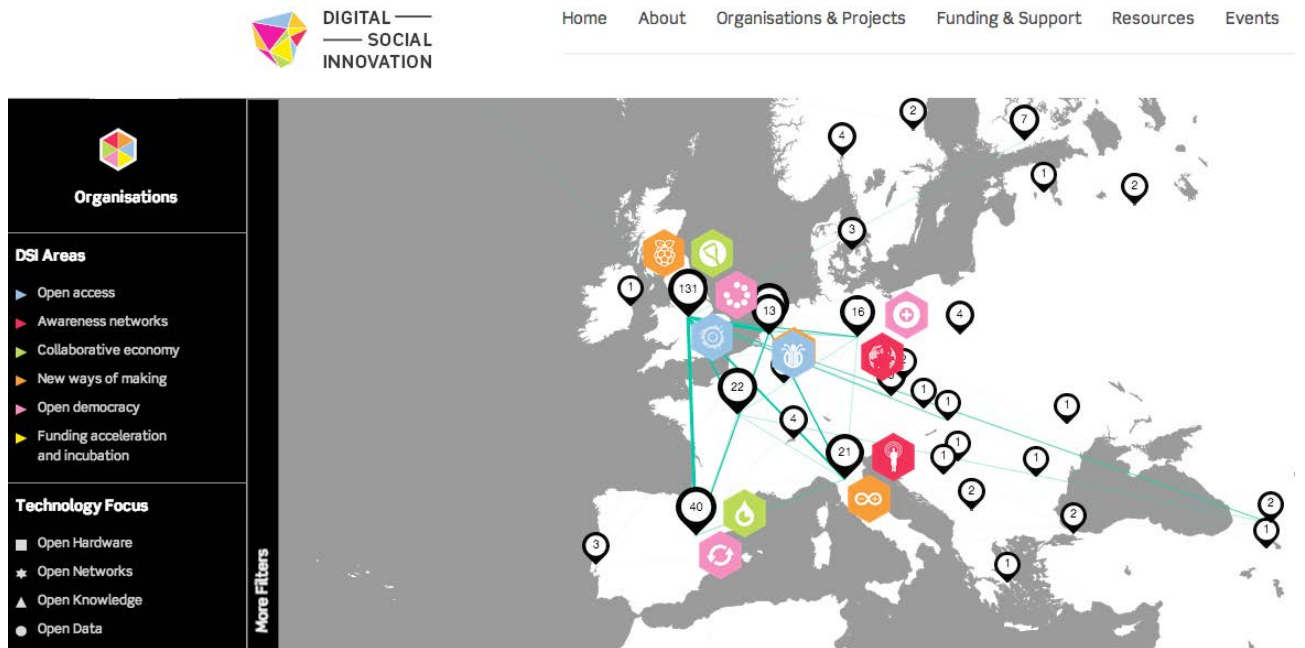 DIGITAL
SOCIAL
INNOVATION
Home About Organisations & Projects Funding & Support Resources Events
Organisations
DSI Areas
Open access
Awareness networks
Collaborative economy
New ways of making
Open democracy
Funding acceleration
and incubation
Technology Focus
Open Hardware
Open Networks
Open Knowledge
Open Data
More Filters
2
7
4
1
2
3
1
131
13
16
4
2
22
1
1
1
4
21
1
1
1
2
40
2
2
1
3
1